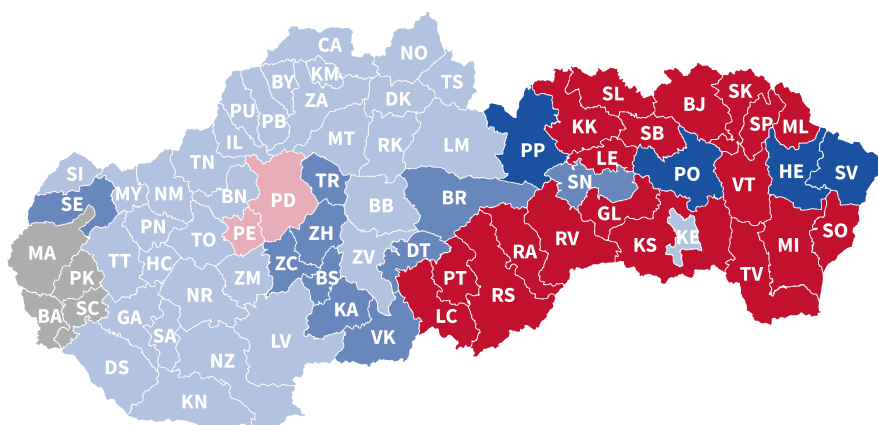 CA
NO
BY
KM
TS
ZA
DK
SL
SK
BJ
PU
PB
KK
SB
SP
ML
IL
MT
RK
LM
PP
LE
TN
SI
TR
SN
PO
HE
SV
VT
MY
NM
BN
PD
BR
SE
BB
GL
PN
TO
PE
ZH
RV
KS
KE
SO
MA
TT
HC
ZC
ZV
DT
RA
MI
PK
ZM
BS
PT
TV
NR
RS
BA
SC
GA
KA
LC
SA
LV
VK
DS
NZ
KN